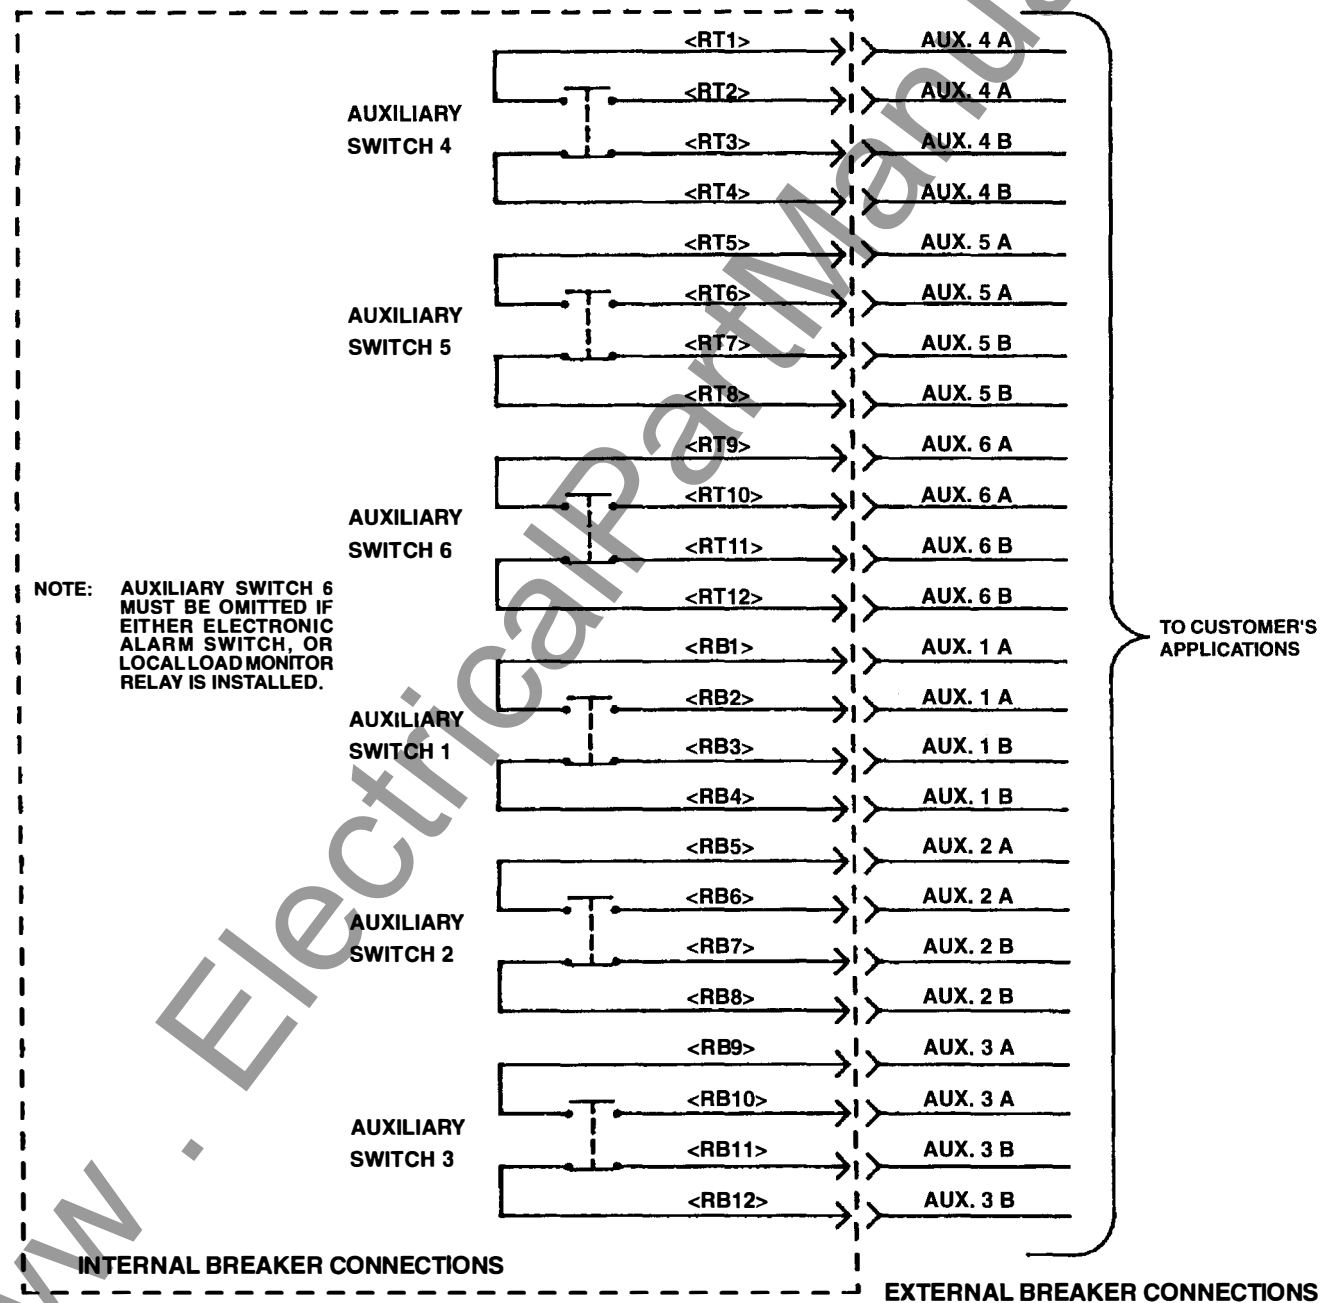 <RT1> AUX. 4 A
<RT2> AUX. 4 A
AUXILIARY
SWITCH 4
<RT3> AUX. 4 B
<RT4> AUX. 4 B
<RT5> AUX. 5 A
<RT6> AUX. 5 A
AUXILIARY
SWITCH 5
<RT7> AUX. 5 B
<RT8> AUX. 5 B
<RT9> AUX. 6 A
<RT10> AUX. 6 A
AUXILIARY
SWITCH 6
<RT11> AUX. 6 B
<RT12> AUX. 6 B
NOTE: AUXILIARY SWITCH 6
MUST BE OMITTED IF
EITHER ELECTRONIC
ALARM SWITCH, OR
LOCAL LOAD MONITOR
RELAY IS INSTALLED.
TO CUSTOMER'S
APPLICATIONS
<RB1> AUX. 1 A
<RB2> AUX. 1 A
AUXILIARY
SWITCH 1
<RB3> AUX. 1 B
<RB4> AUX. 1 B
<RB5> AUX. 2 A
<RB6> AUX. 2 A
AUXILIARY
SWITCH 2
<RB7> AUX. 2 B
<RB8> AUX. 2 B
<RB9> AUX. 3 A
<RB10> AUX. 3 A
AUXILIARY
SWITCH 3
<RB11> AUX. 3 B
<RB12> AUX. 3 B
INTERNAL BREAKER CONNECTIONS
EXTERNAL BREAKER CONNECTIONS